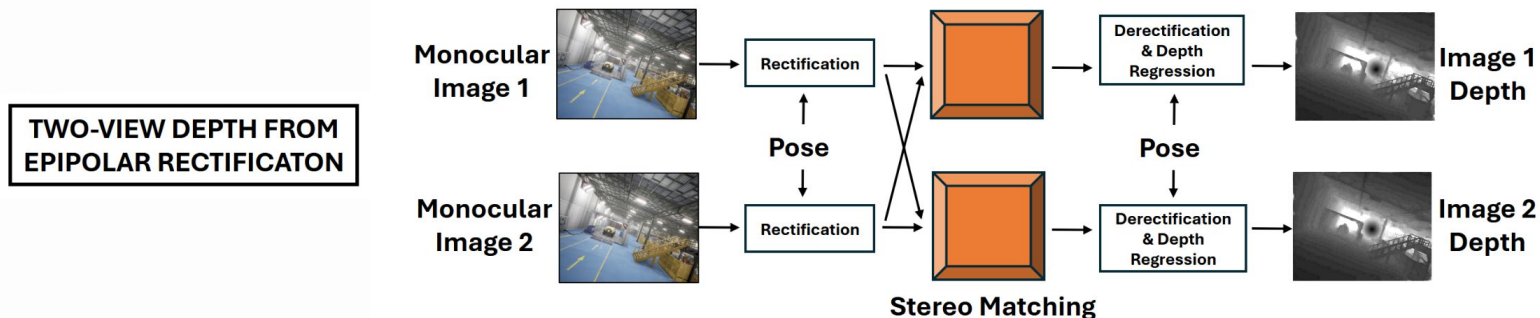 TWO-VIEW DEPTH FROM
EPIPOLAR RECTIFICATON
Monocular
Image 1
Rectification
Derectification
& Depth
Regression
Image 1
Depth
Pose
Pose
Monocular
Image 2
Rectification
Derectification
& Depth
Regression
Image 2
Depth
Stereo Matching